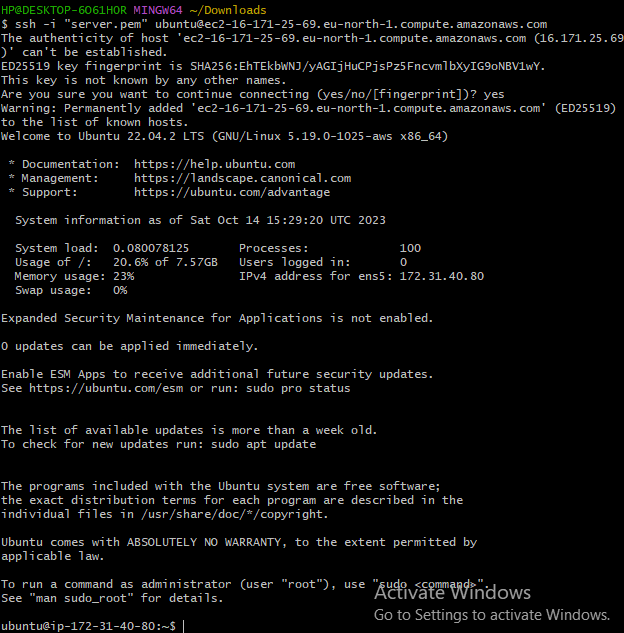 HP@DESKTOP-6O61HOR MINGW64 ~/Downloads
$ ssh -i "server.pem" ubuntu@ec2-16-171-25-69.eu-north-1.compute.amazonaws.com
The authenticity of host 'ec2-16-171-25-69.eu-north-1.compute.amazonaws.com (16.171.25.69
)' can't be established.
ED25519 key fingerprint is SHA256:EhTEkbWNJ/yAGIjHuCPjsPz5FncvmlbXyIG9oNBV1wY.
This key is not known by any other names.
Are you sure you want to continue connecting (yes/no/[fingerprint])? yes
Warning: Permanently added 'ec2-16-171-25-69.eu-north-1.compute.amazonaws.com' (ED25519)
to the list of known hosts.
Welcome to Ubuntu 22.04.2 LTS (GNU/Linux 5.19.0-1025-aws x86_64)

 * Documentation:  https://help.ubuntu.com
 * Management:     https://landscape.canonical.com
 * Support:        https://ubuntu.com/advantage

  System information as of Sat Oct 14 15:29:20 UTC 2023

  System load:  0.080078125       Processes:             100
  Usage of /:   20.6% of 7.57GB   Users logged in:       0
  Memory usage: 23%               IPv4 address for ens5: 172.31.40.80
  Swap usage:   0%

Expanded Security Maintenance for Applications is not enabled.

0 updates can be applied immediately.

Enable ESM Apps to receive additional future security updates.
See https://ubuntu.com/esm or run: sudo pro status


The list of available updates is more than a week old.
To check for new updates run: sudo apt update


The programs included with the Ubuntu system are free software;
the exact distribution terms for each program are described in the
individual files in /usr/share/doc/*/copyright.

Ubuntu comes with ABSOLUTELY NO WARRANTY, to the extent permitted by
applicable law.

To run a command as administrator (user "root"), use "sudo <command>".
See "man sudo_root" for details.
Activate Windows
Go to Settings to activate Windows.

ubuntu@ip-172-31-40-80:~$